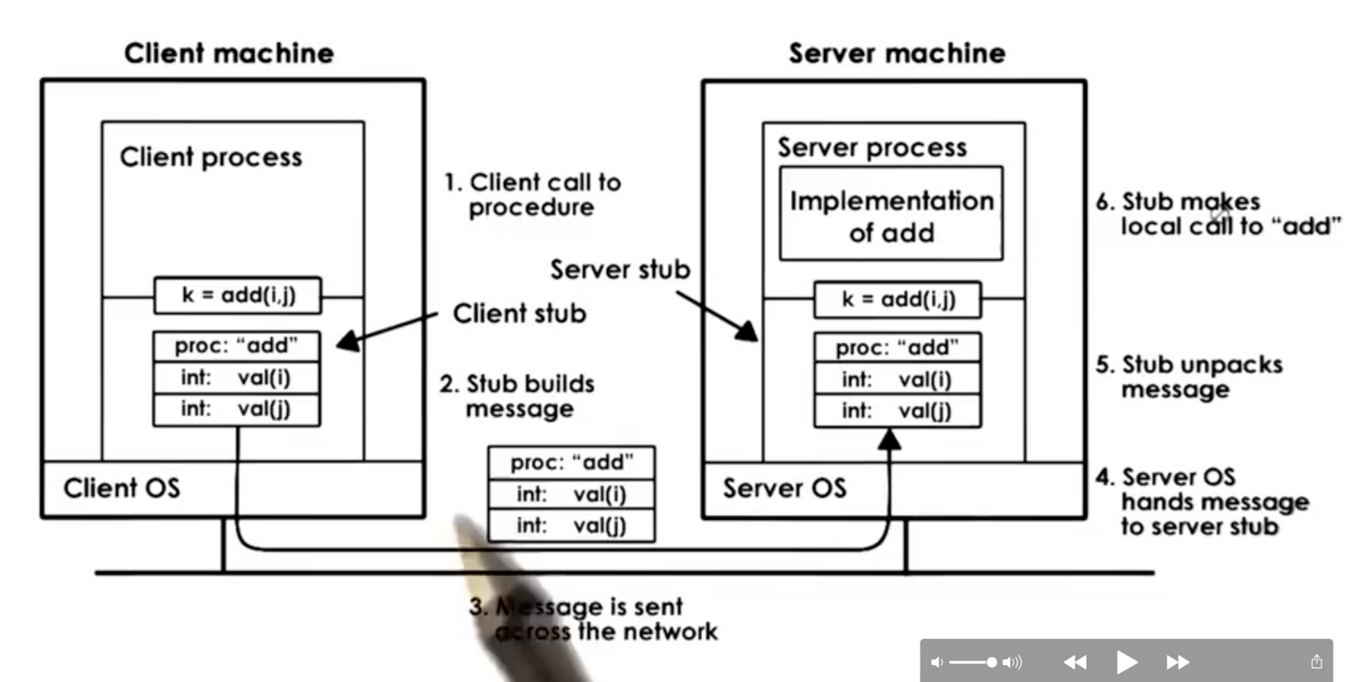 Client machine
Client process
k = add(i,j)
proc: “add”
int: val(i)
int: val(j)
Client OS
1. Client call to
procedure
Server stub
Client stub
2. Stub builds
message
proc: “add”
int: val(i)
int: val(j)
3. Message is sent
across the network
Server machine
Server process
Implementation
of add
k = add(i,j)
proc: “add”
int: val(i)
int: val(j)
Server OS
6. Stub makes
local call to “add”
5. Stub unpacks
message
4. Server OS
hands message
to server stub